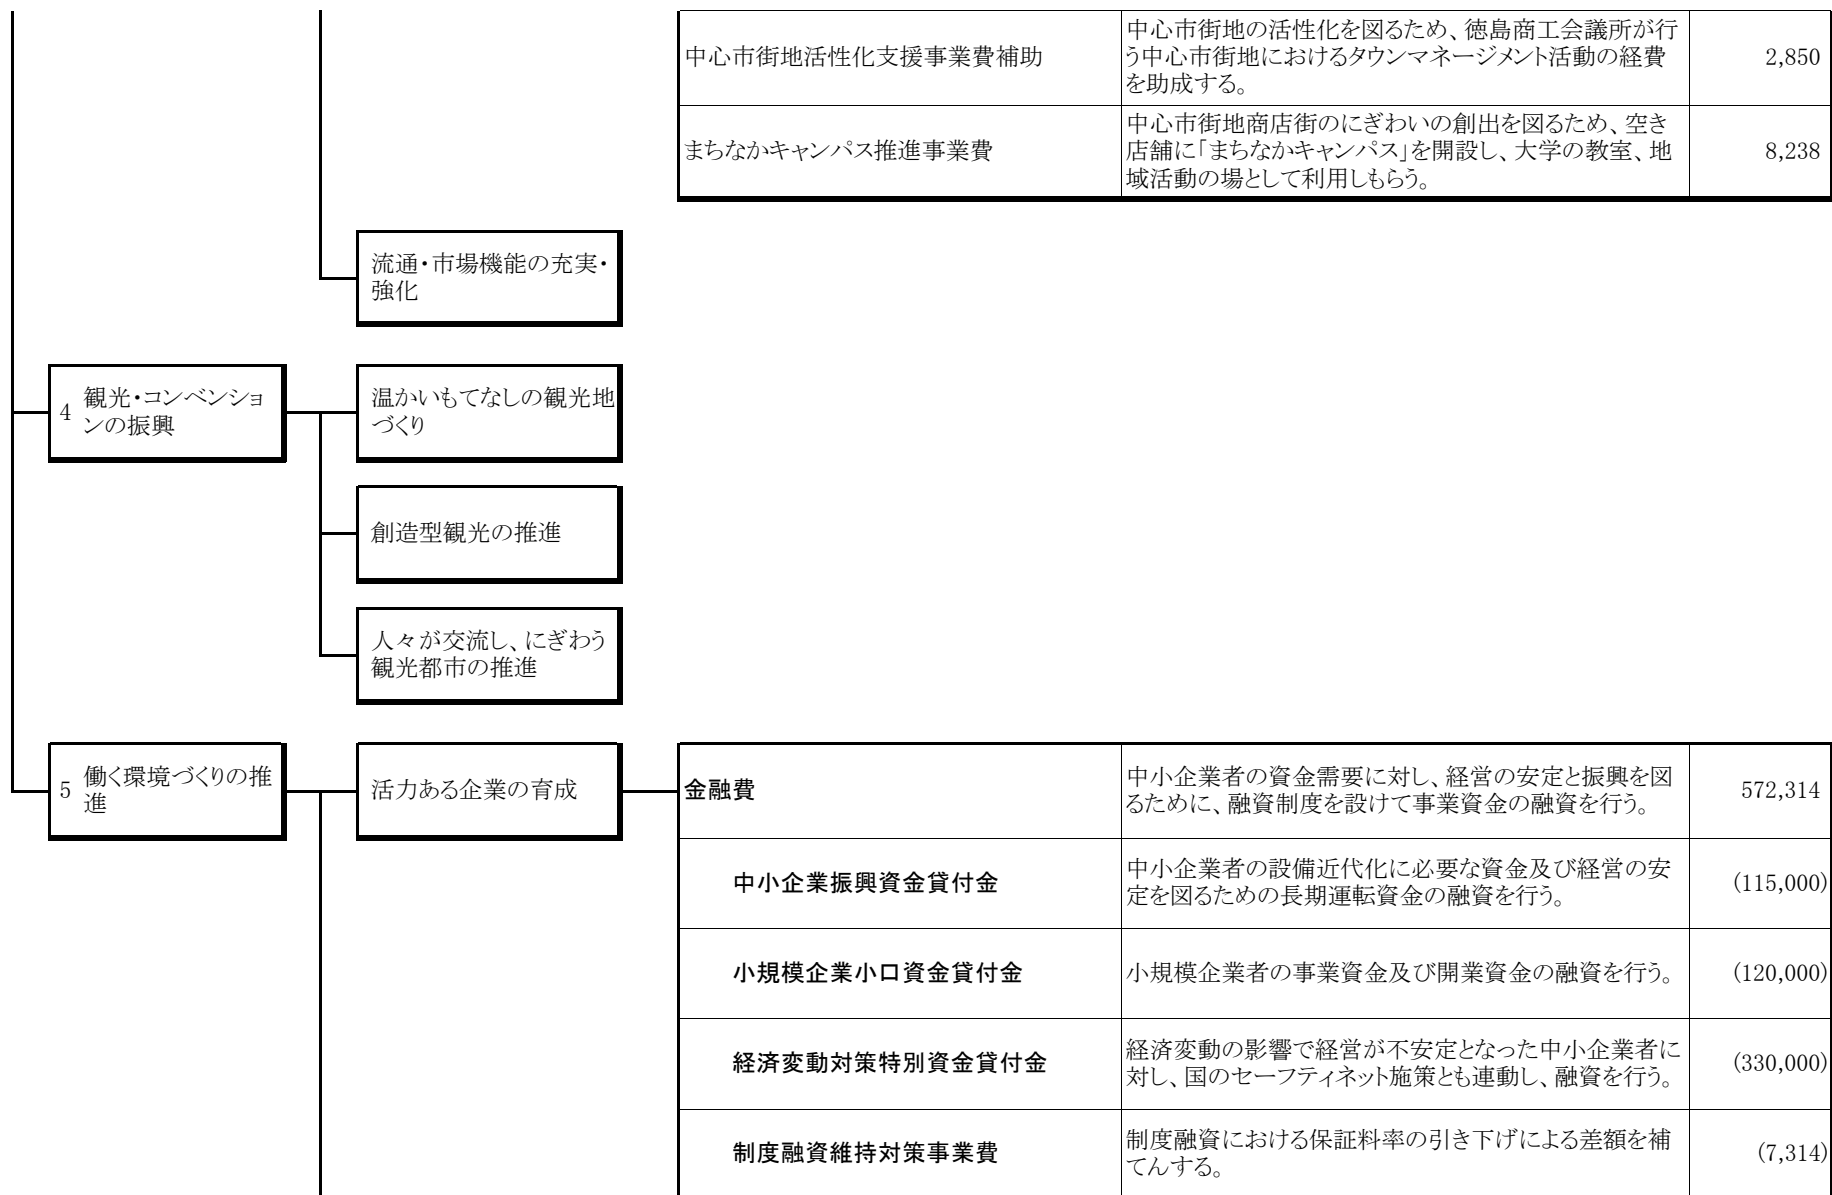 中心市街地活性化支援事業費補助
中心市街地の活性化を図るため、徳島商工会議所が行
う中心市街地におけるタウンマネージメント活動の経費
を助成する。
2,850
まちなかキャンパス推進事業費
中心市街地商店街のにぎわいの創出を図るため、空き
店舗に「まちなかキャンパス」を開設し、大学の教室、地
域活動の場として利用しもらう。
8,238
流通・市場機能の充実・
強化
4 観光・コンベンショ
ンの振興
温かいもてなしの観光地
づくり
創造型観光の推進
人々が交流し、にぎわう
観光都市の推進
5 働く環境づくりの推
進
活力ある企業の育成
金融費
中小企業者の資金需要に対し、経営の安定と振興を図
るために、融資制度を設けて事業資金の融資を行う。
572,314
中小企業振興資金貸付金
中小企業者の設備近代化に必要な資金及び経営の安
定を図るための長期運転資金の融資を行う。
(115,000)
小規模企業小口資金貸付金
小規模企業者の事業資金及び開業資金の融資を行う。
(120,000)
経済変動対策特別資金貸付金
経済変動の影響で経営が不安定となった中小企業者に
対し、国のセーフティネット施策とも連動し、融資を行う。
(330,000)
制度融資維持対策事業費
制度融資における保証料率の引き下げによる差額を補
てんする。
(7,314)